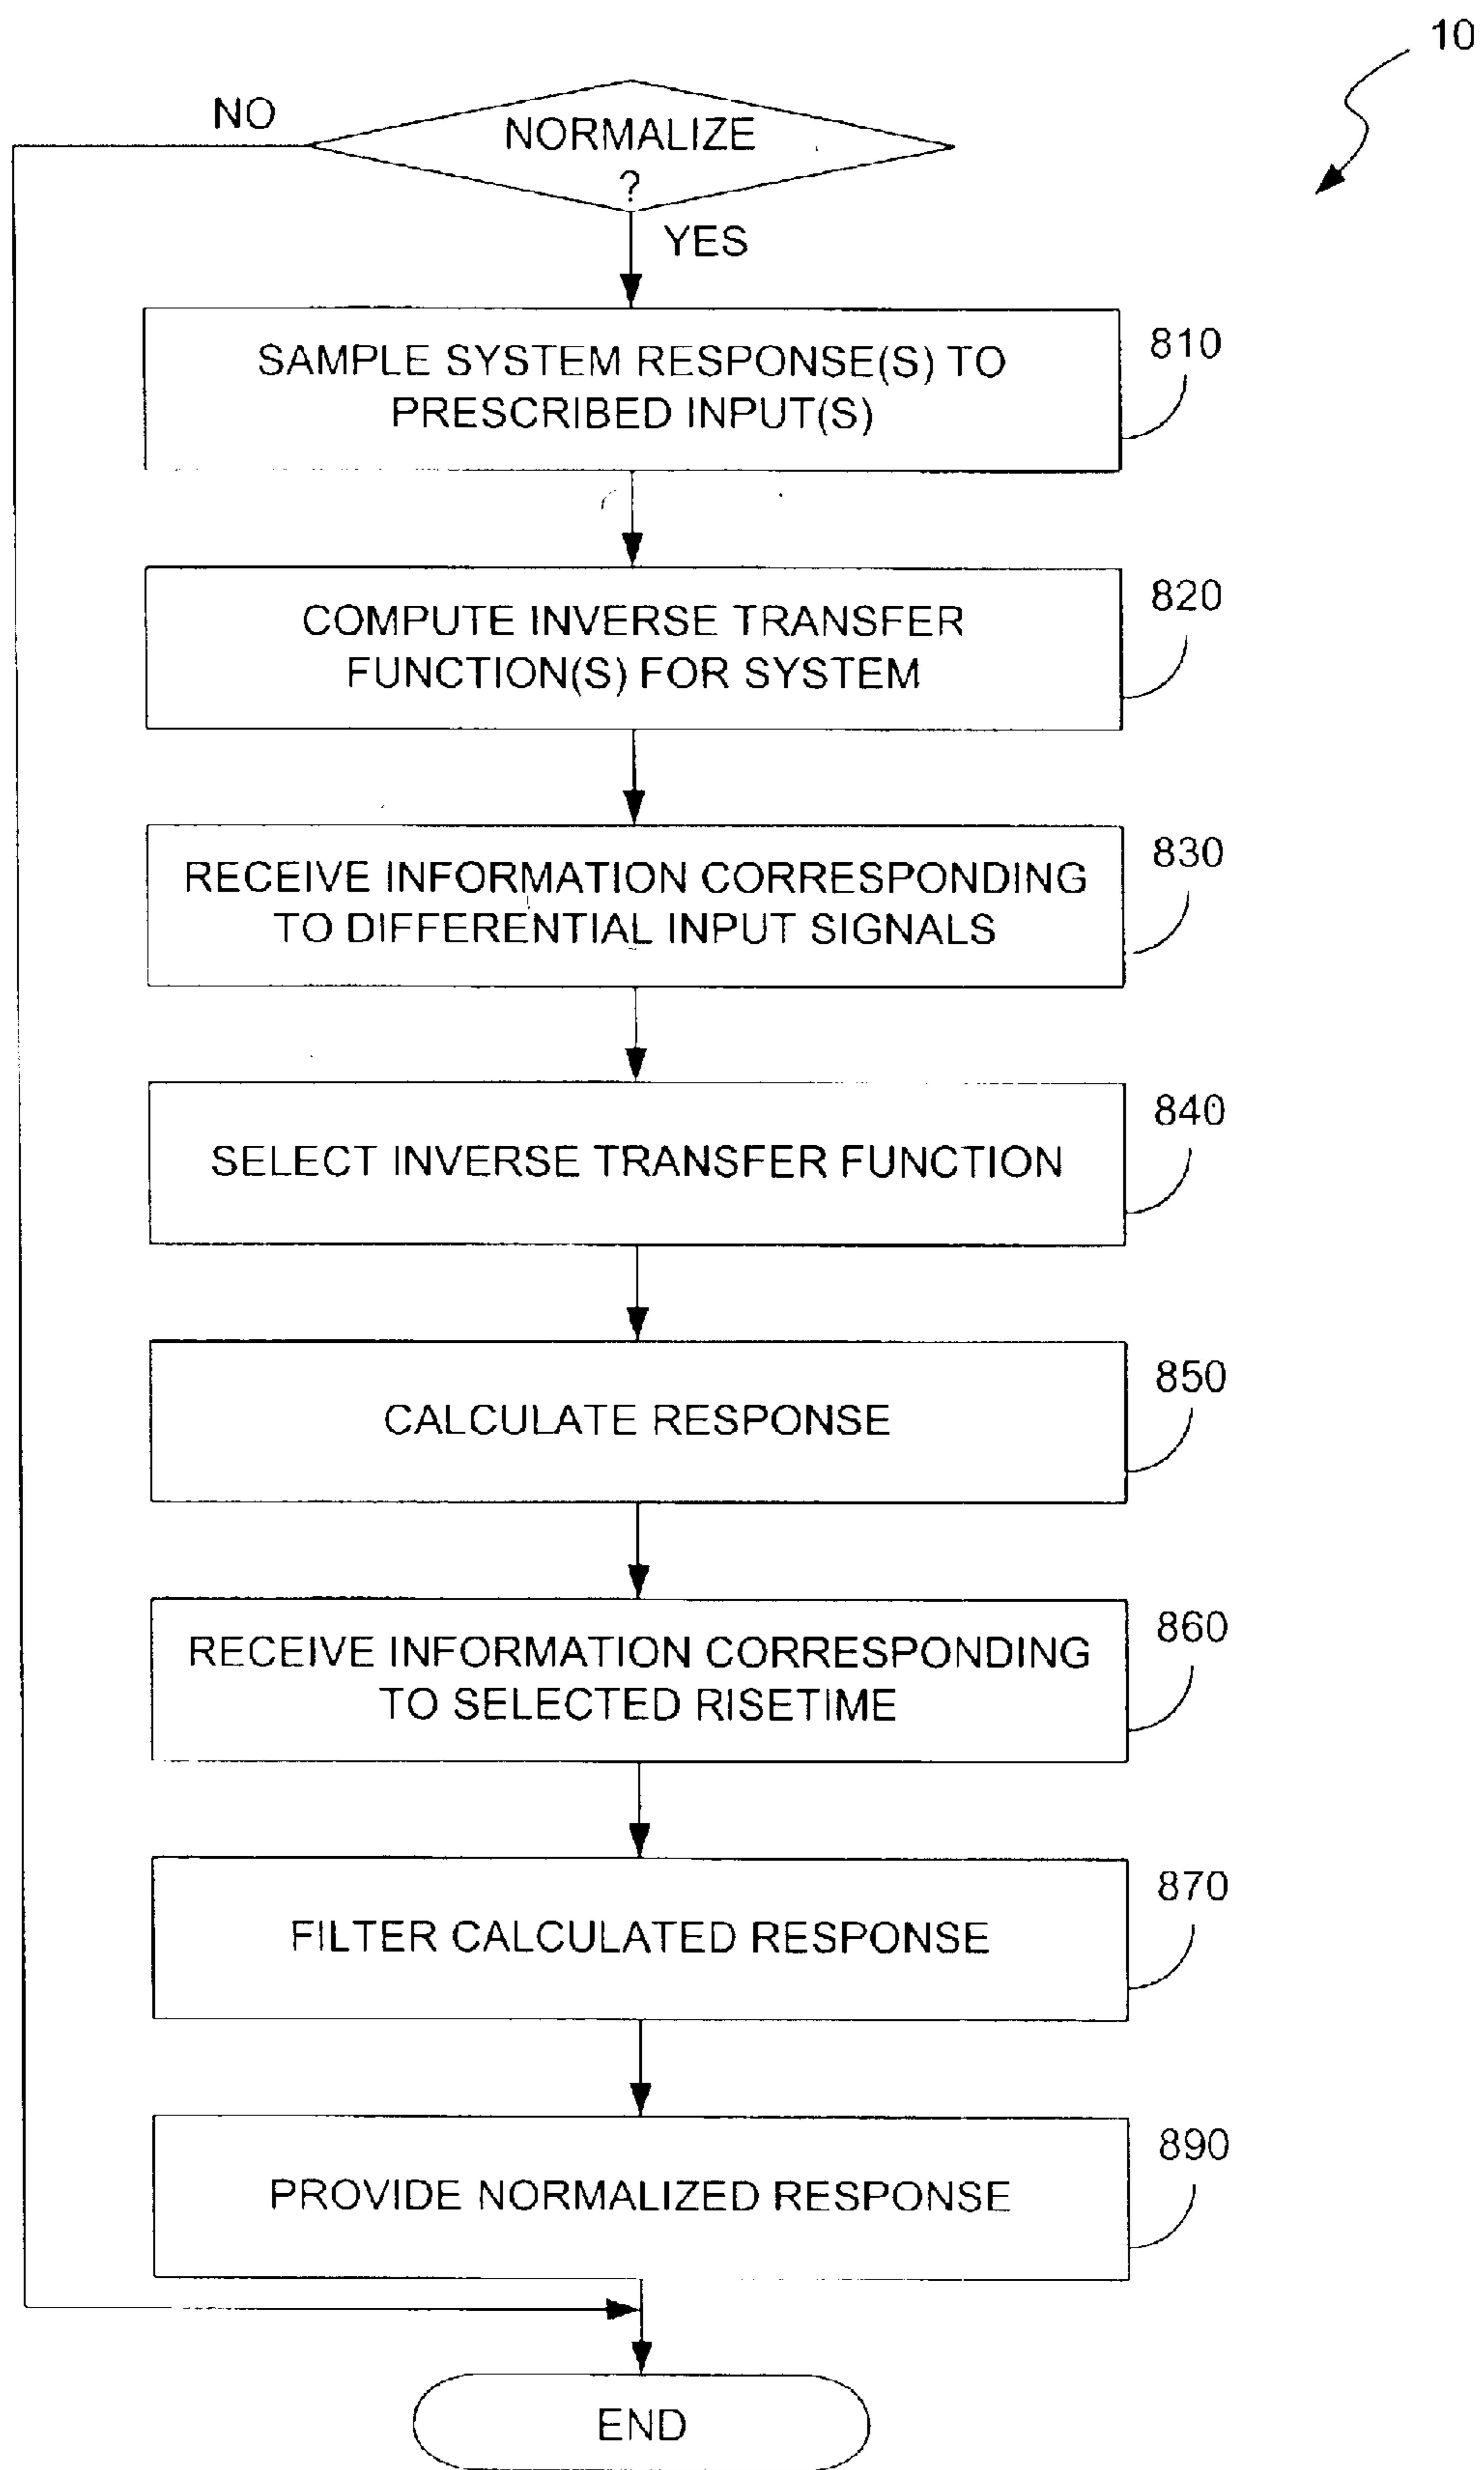 10
NO
NORMALIZE
?
YES
SAMPLE SYSTEM RESPONSE(S) TO
PRESCRIBED INPUT(S)
810
COMPUTE INVERSE TRANSFER
FUNCTION(S) FOR SYSTEM
820
RECEIVE INFORMATION CORRESPONDING
TO DIFFERENTIAL INPUT SIGNALS
830
SELECT INVERSE TRANSFER FUNCTION
840
CALCULATE RESPONSE
850
RECEIVE INFORMATION CORRESPONDING
TO SELECTED RISETIME
860
FILTER CALCULATED RESPONSE
870
PROVIDE NORMALIZED RESPONSE
890
END